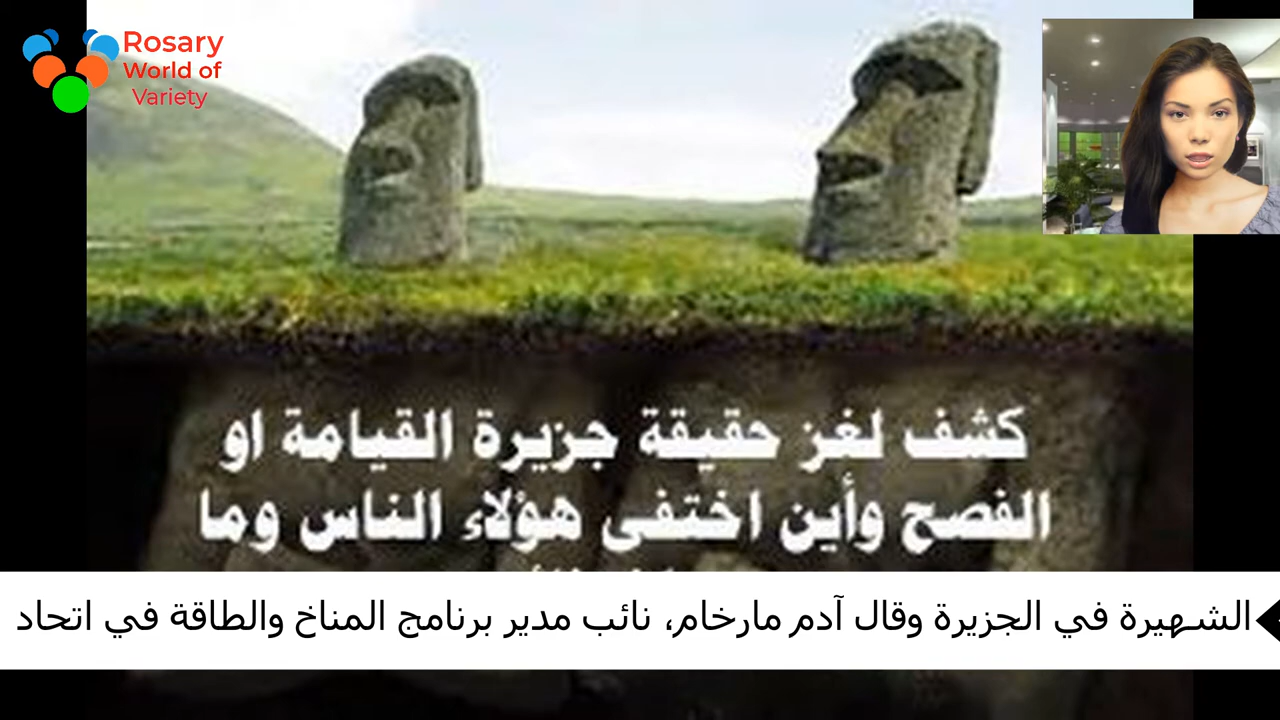 Rosary
World of
Variety
كشف لغز حقيقة جزيرة القيامة او
الفصح وأين اختفى هؤلاء الناس وما
الشهيرة في الجزيرة وقال آدم مارخام، نائب مدير برنامج المناخ والطاقة في اتحاد